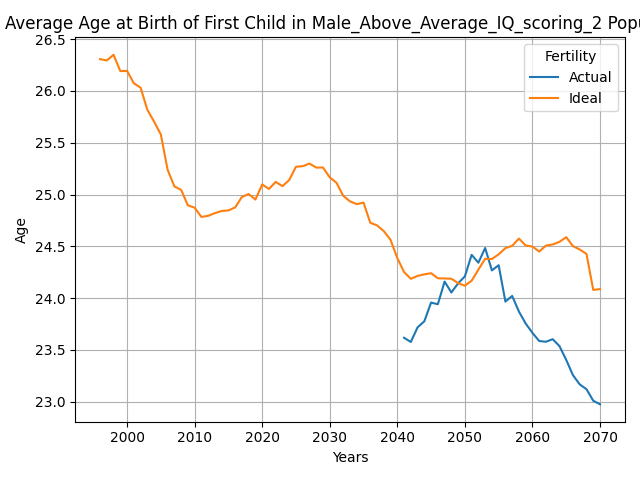 Average Age at Birth of First Child in Male_Above_Average_IQ_scoring_2 Popu
Fertility
Actual
Ideal
26.5
26.0
25.5
25.0
24.5
24.0
23.5
23.0
Age
2000 2010 2020 2030 2040 2050 2060 2070
Years